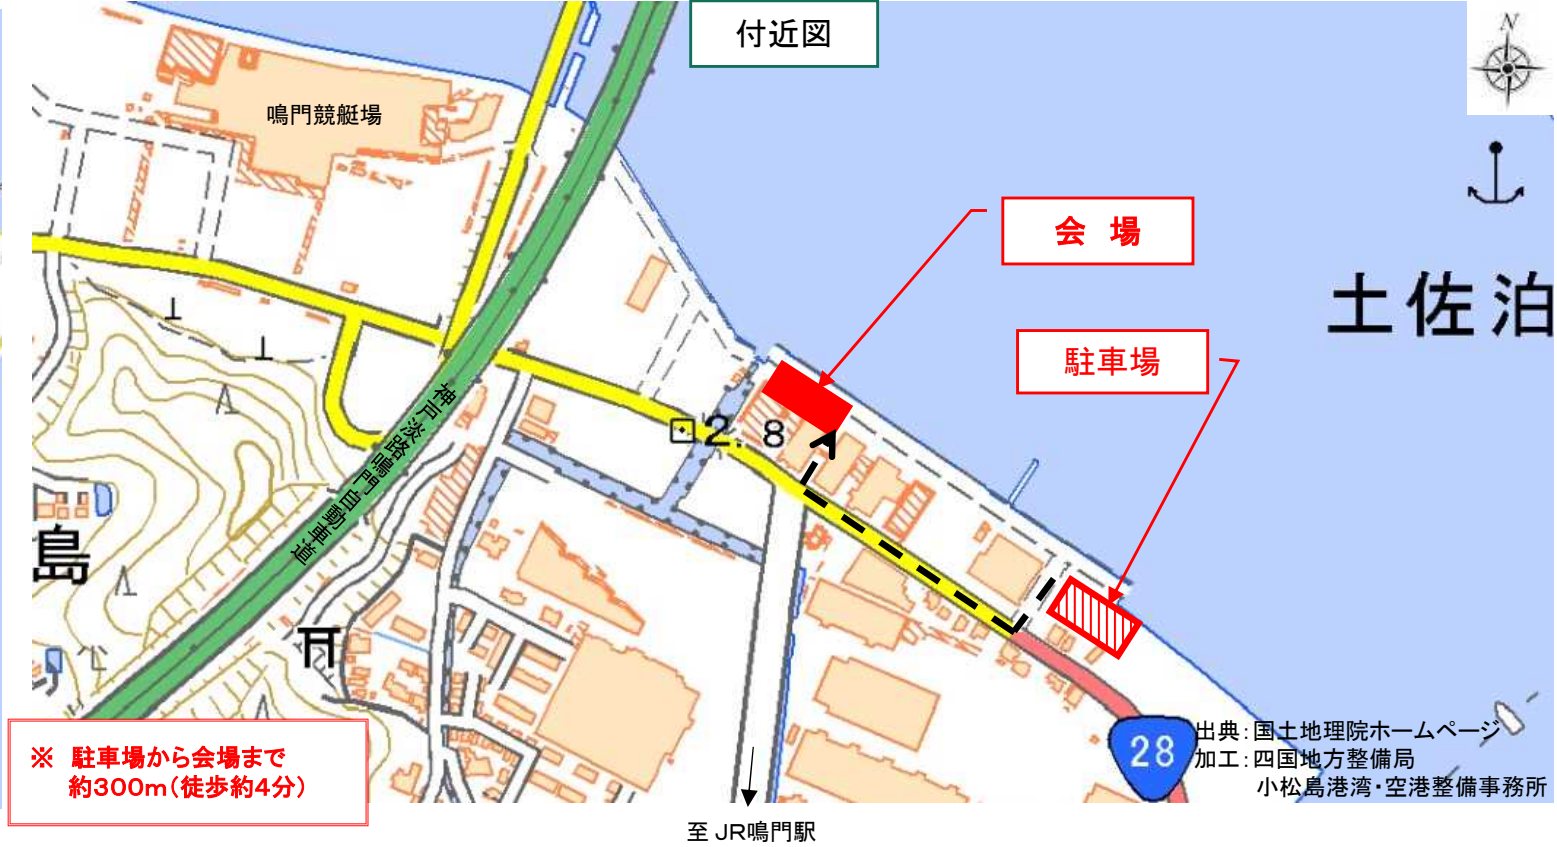 付近図
N
鳴門競艇場
会 場
土佐泊
駐車場
2.8
神戸淡路鳴門自動車道
島
28
出典：国土地理院ホームページ
加工：四国地方整備局
小松島港湾・空港整備事務所
※ 駐車場から会場まで
約300m（徒歩約4分）
至 JR鳴門駅